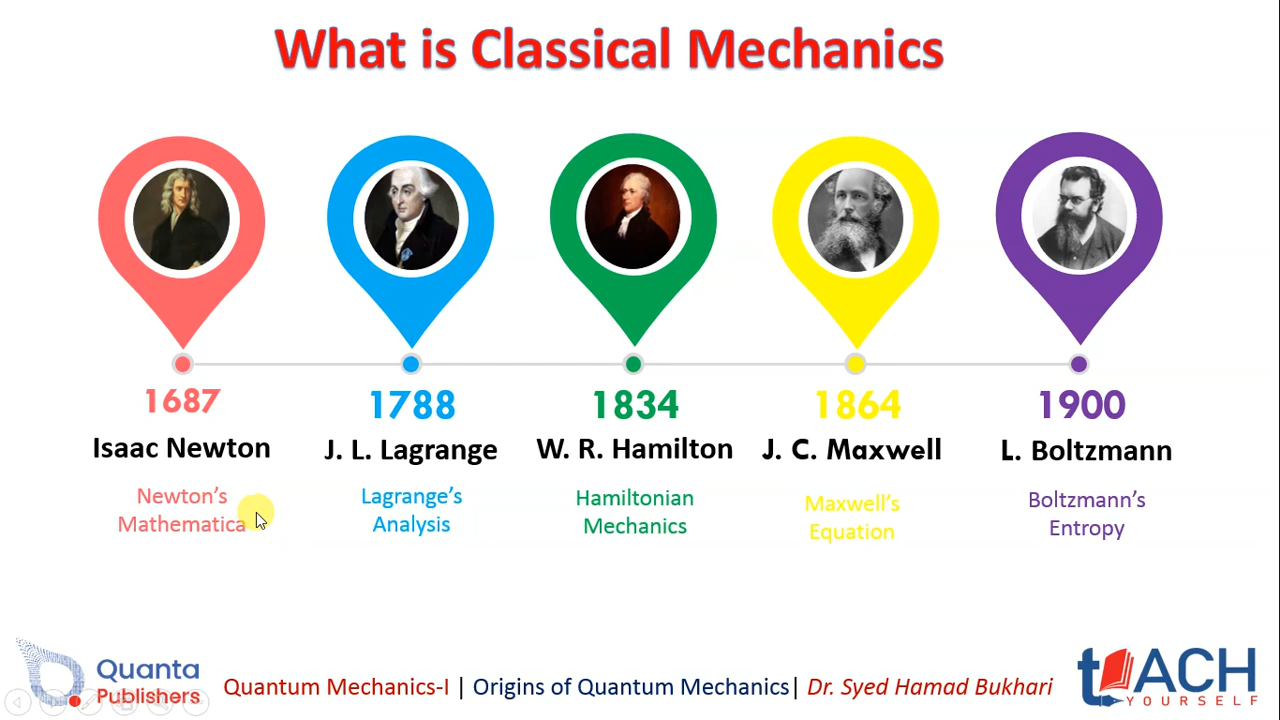 What is Classical Mechanics
1687
Isaac Newton
Newton's
Mathematica
1788
J. L. Lagrange
Lagrange's
Analysis
1834
W. R. Hamilton
Hamiltonian
Mechanics
1864
J. C. Maxwell
Maxwell's
Equation
1900
L. Boltzmann
Boltzmann's
Entropy
Quanta
Publishers
Quantum Mechanics-I | Origins of Quantum Mechanics| Dr. Syed Hamad Bukhari
tEACH
YOURSELF